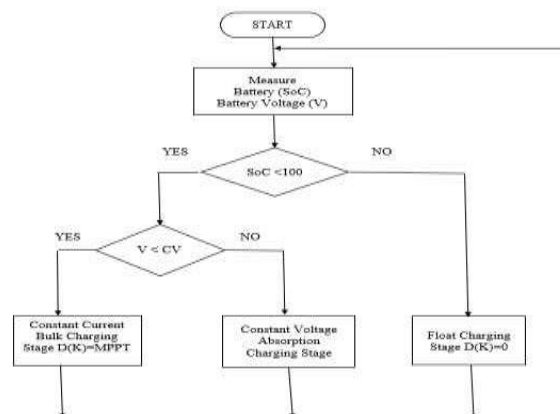 START
Measure
Battery (SoC)
Battery Voltage (V)
YES
NO
SoC <100
YES
NO
V < CV
Constant Current
Bulk Charging
Stage D(K)=MPPT
Constant Voltage
Absorption
Charging Stage
Float Charging
Stage D(K)=0